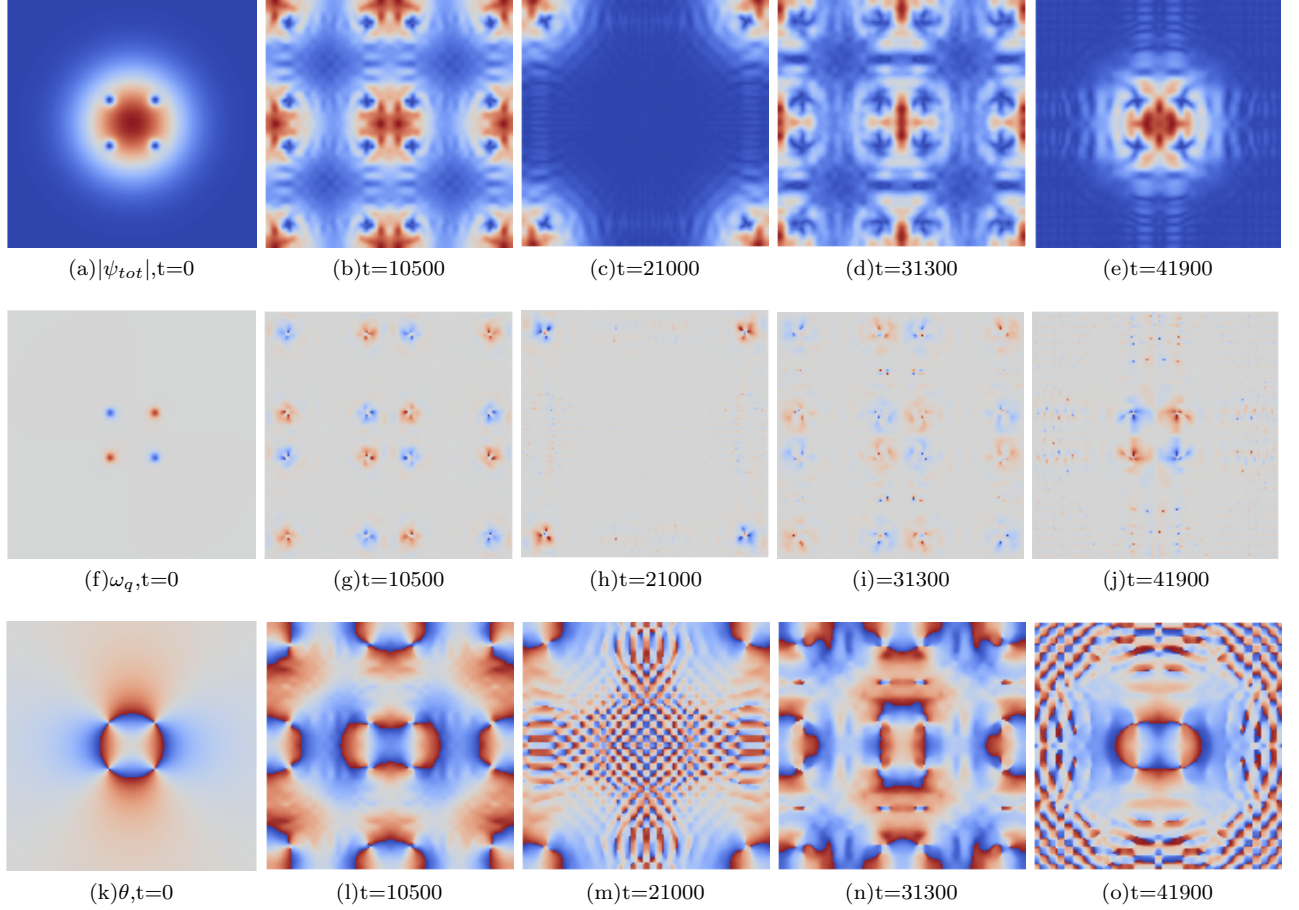 (a)|ψ_{tot}|,t=0 (b)t=10500 (c)t=21000 (d)t=31300 (e)t=41900
(f)ω_q,t=0 (g)t=10500 (h)t=21000 (i)=31300 (j)t=41900
(k)θ,t=0 (l)t=10500 (m)t=21000 (n)t=31300 (o)t=41900